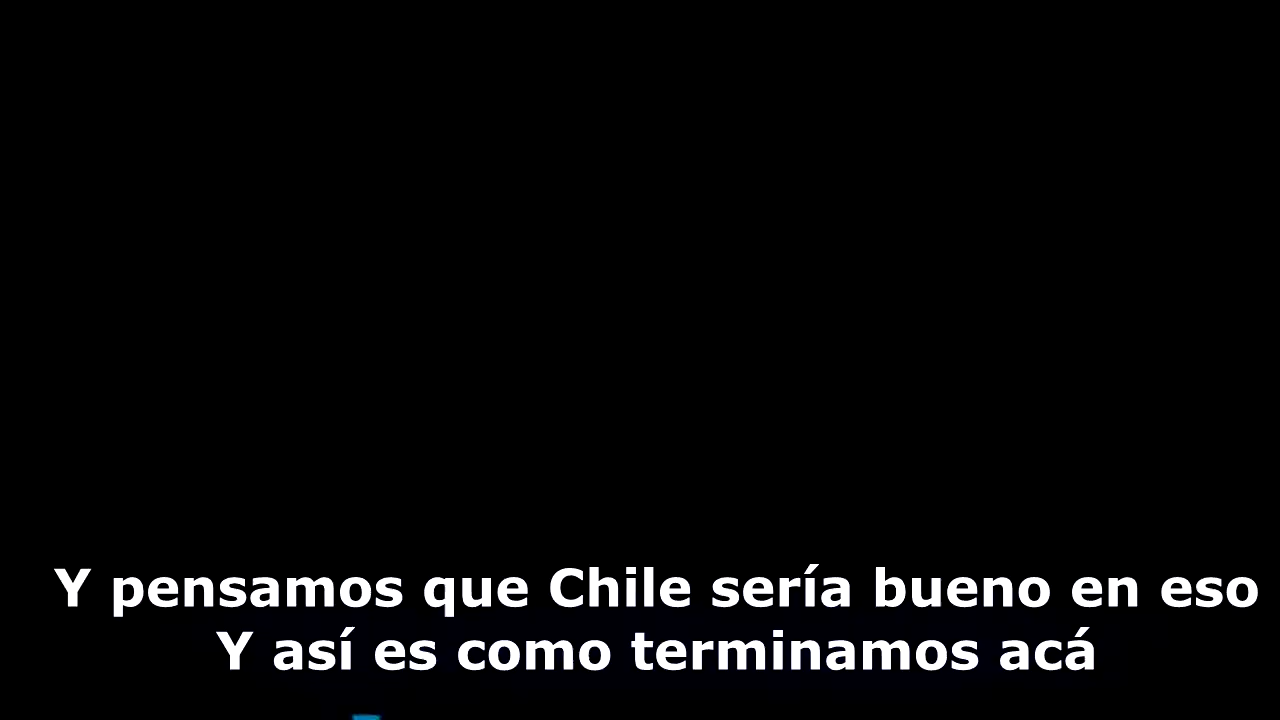 Y pensamos que Chile sería bueno en eso
Y así es como terminamos acá